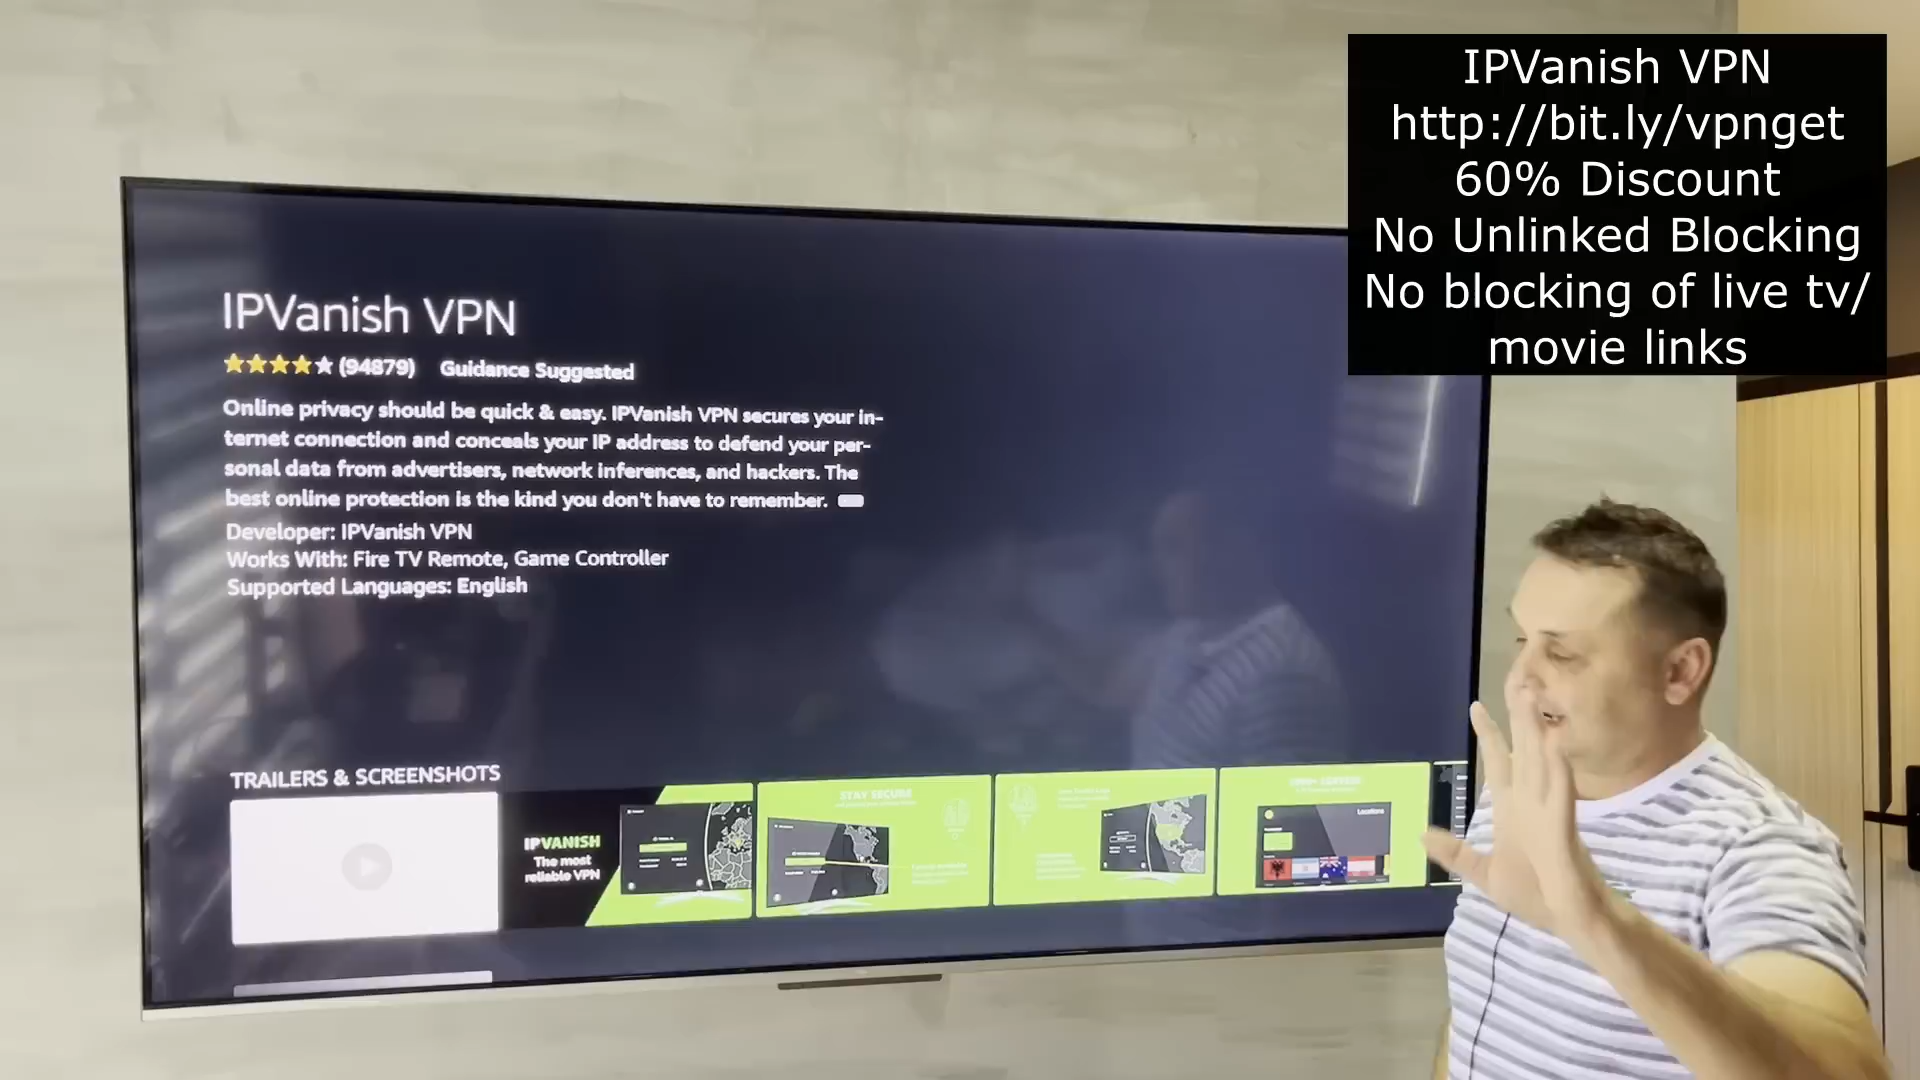 IPVanish VPN
http://bit.ly/vpnget
60% Discount
No Unlinked Blocking
No blocking of live tv/
movie links
IPVanish VPN
(94879) Guidance Suggested
Online privacy should be quick & easy. IPVanish VPN secures your in-
ternet connection and conceals your IP address to defend your per-
sonal data from advertisers, network inferences, and hackers. The
best online protection is the kind you don't have to remember.
Developer: IPVanish VPN
Works With: Fire TV Remote, Game Controller
Supported Languages: English
TRAILERS & SCREENSHOTS
IPVANISH
The most
reliable VPN
STAY SECURE
Locations